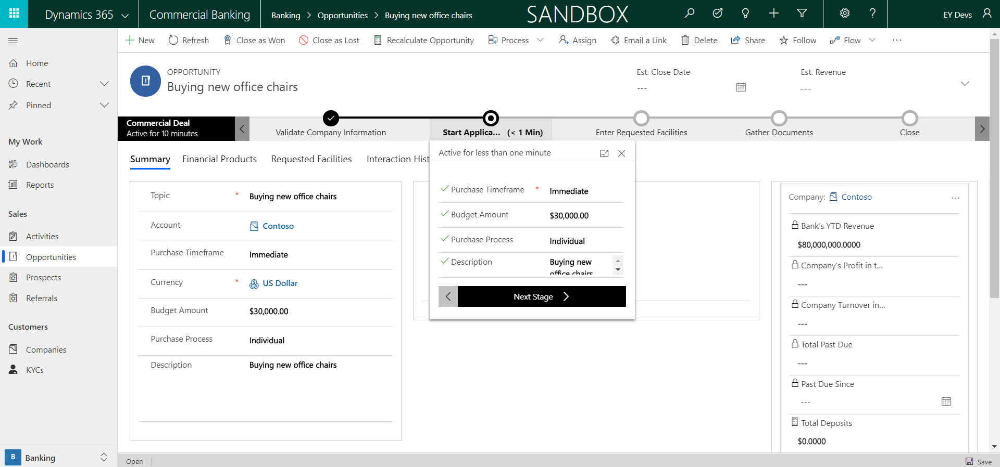 Dynamics 365
Commercial Banking
Banking > Opportunities > Buying new office chairs
SANDBOX
?
EY Devs
New
Refresh
Close as Won
Close as Lost
Recalculate Opportunity
Process
Assign
Email a Link
Delete
Share
Follow
Flow
...
Home
Recent
Pinned
My Work
Dashboards
Reports
Sales
Activities
Opportunities
Prospects
Referrals
Customers
Companies
KYCs
B
Banking
OPPORTUNITY
Buying new office chairs
Est. Close Date
---
Est. Revenue
---
Commercial Deal
Active for 10 minutes
Validate Company Information
Start Applica... (< 1 Min)
Enter Requested Facilities
Gather Documents
Close
Summary
Financial Products
Requested Facilities
Interaction Hist
Topic * Buying new office chairs
Account Contoso
Purchase Timeframe Immediate
Currency * US Dollar
Budget Amount $30,000.00
Purchase Process Individual
Description Buying new office chairs
Active for less than one minute
Purchase Timeframe * Immediate
Budget Amount $30,000.00
Purchase Process Individual
Description Buying new
office chairs
Next Stage
Company: Contoso ...
Bank's YTD Revenue
$80,000,000.0000
Company's Profit in t...
---
Company Turnover in...
---
Total Past Due
---
Past Due Since
---
Total Deposits
$0.0000
Open
Save